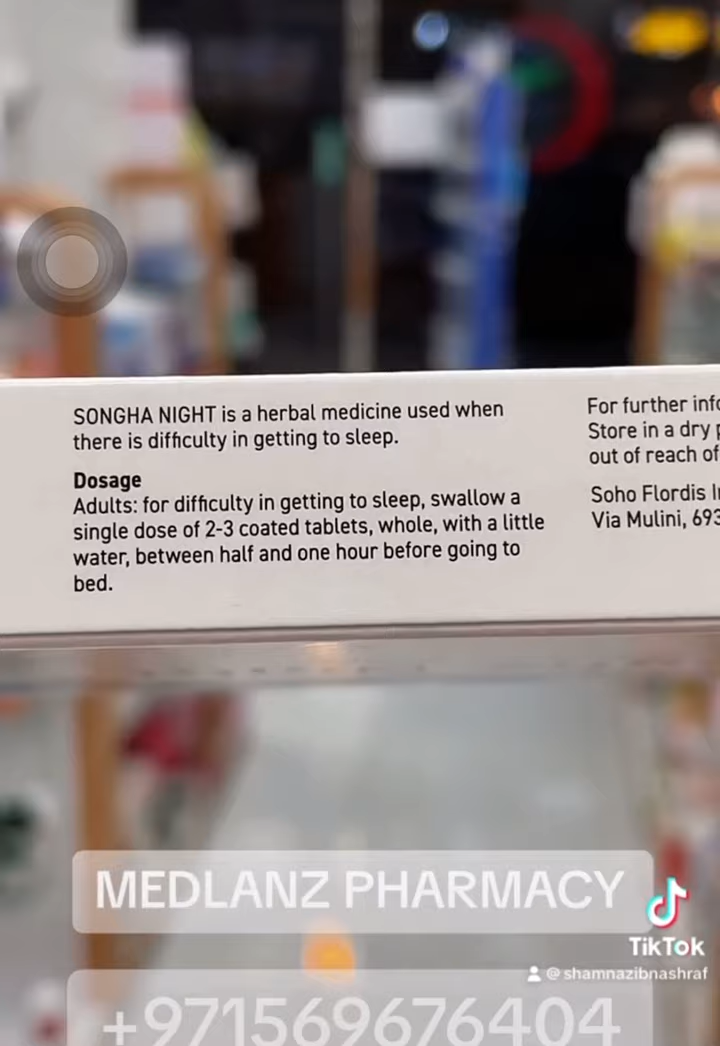 SONGHA NIGHT is a herbal medicine used when
there is difficulty in getting to sleep.
Dosage
Adults: for difficulty in getting to sleep, swallow a
single dose of 2-3 coated tablets, whole, with a little
water, between half and one hour before going to
bed.
For further
Store in a dry
out of reach of
Soho Flordis
Via Mulini, 693
MEDLANZ PHARMACY
TikTok
@shamnazibnashraf
+971569676404